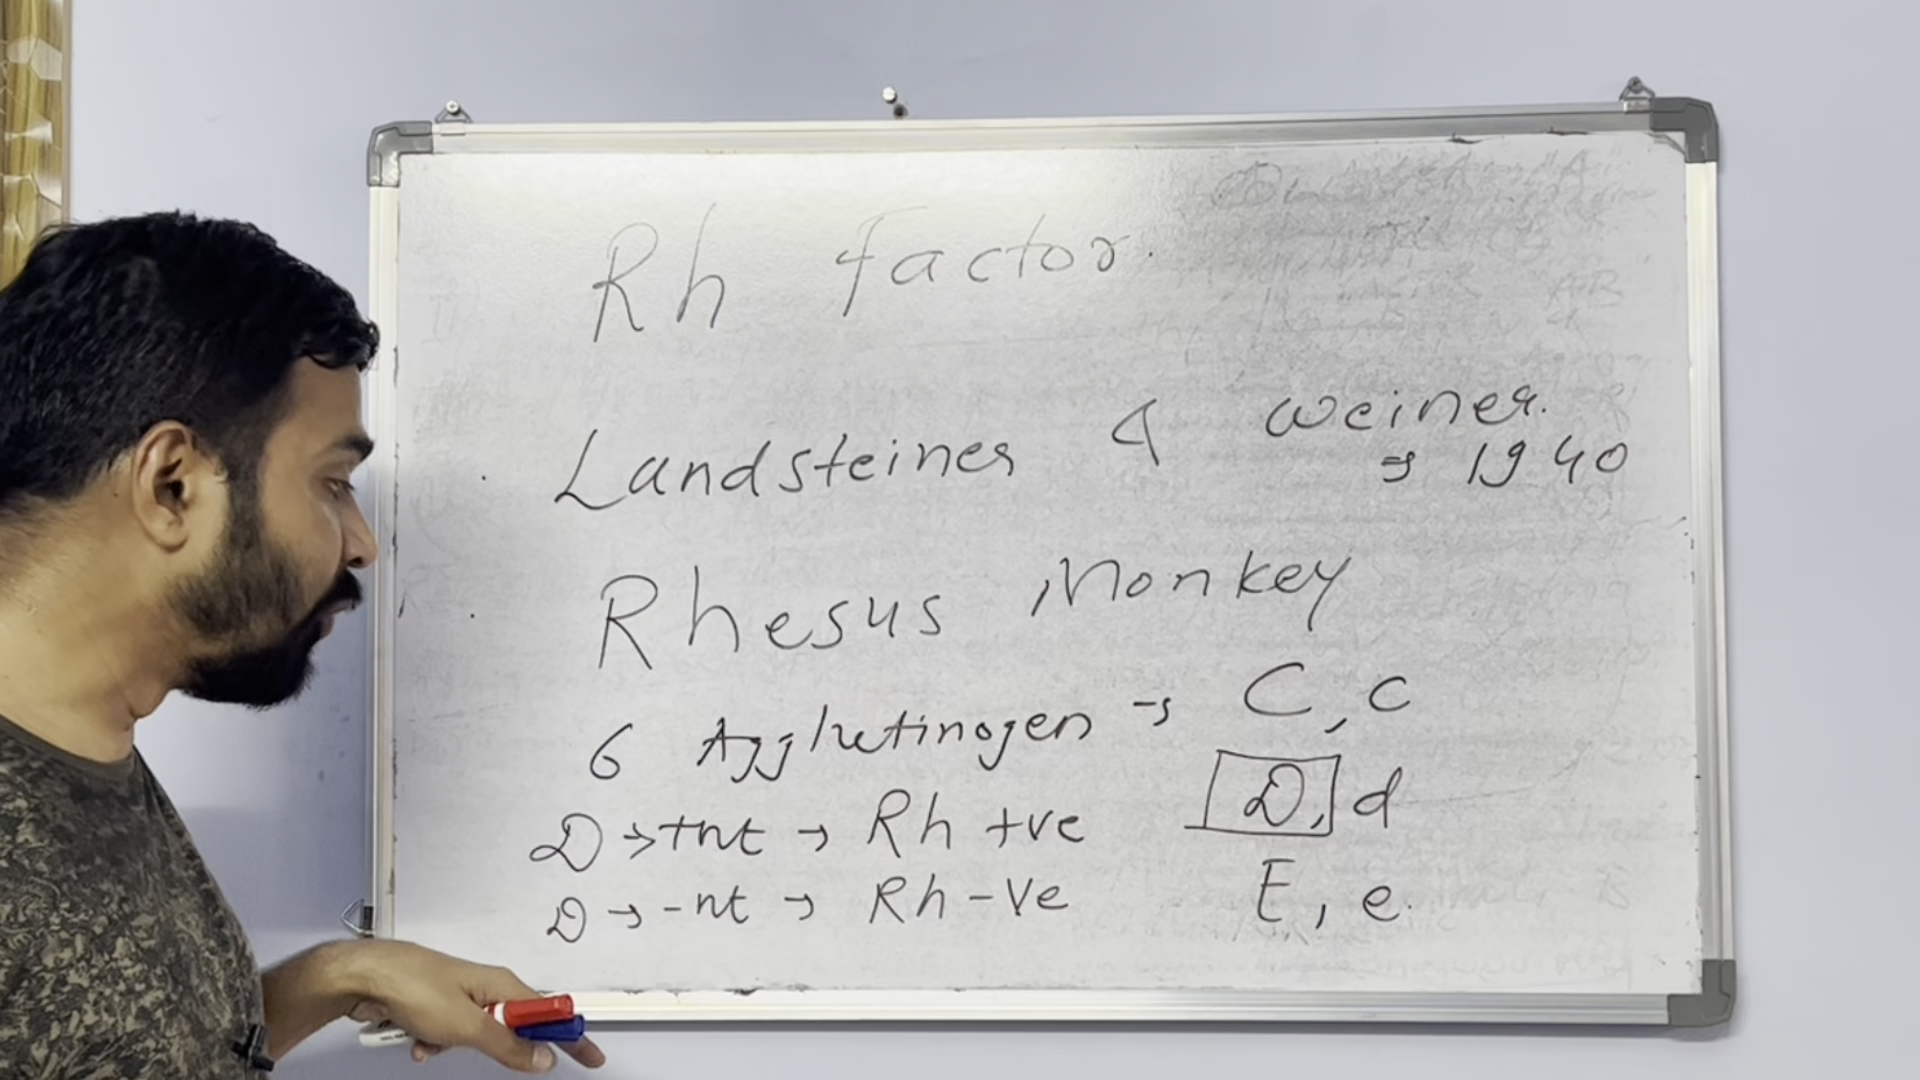 Rh Factor.
Landsteiner & Weiner.
⇒ 1940
Rhesus Monkey
6 Agglutinogen → C, c
D, d
E, e.
D → +nt → Rh +ve
D → -nt → Rh -Ve